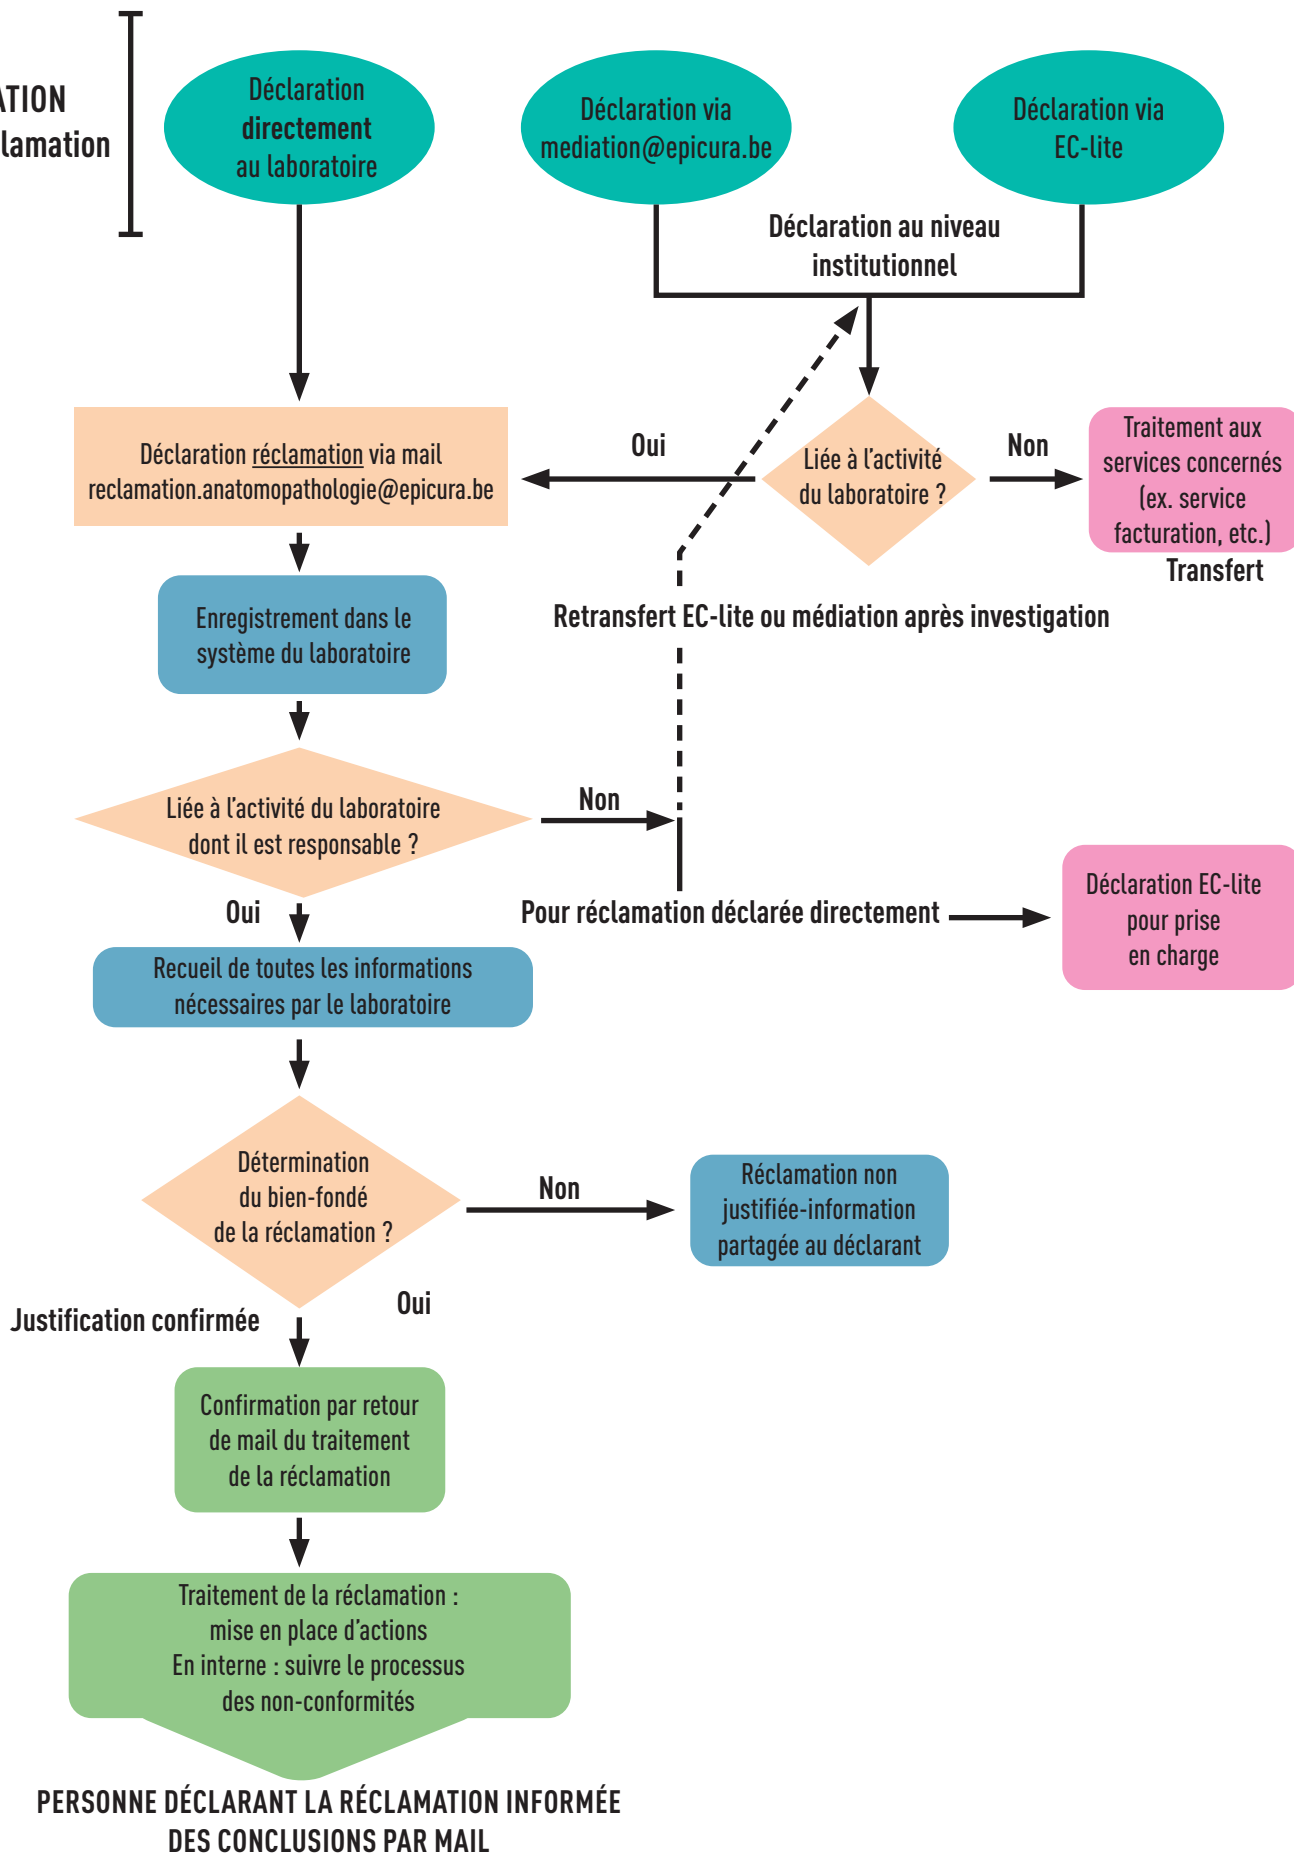 ATION
clamation
Déclaration
directement
au laboratoire
Déclaration via
mediation@epicura.be
Déclaration via
EC-lite
Déclaration au niveau
institutionnel
Déclaration réclamation via mail
reclamation.anatomopathologie@epicura.be
Oui
Liée à l'activité
du laboratoire ?
Non
Traitement aux
services concernés
(ex. service
facturation, etc.)
Transfert
Enregistrement dans le
système du laboratoire
Retransfert EC-lite ou médiation après investigation
Liée à l'activité du laboratoire
dont il est responsable ?
Non
Oui
Pour réclamation déclarée directement
Déclaration EC-lite
pour prise
en charge
Recueil de toutes les informations
nécessaires par le laboratoire
Détermination
du bien-fondé
de la réclamation ?
Non
Réclamation non
justifiée-information
partagée au déclarant
Justification confirmée
Oui
Confirmation par retour
de mail du traitement
de la réclamation
Traitement de la réclamation :
mise en place d'actions
En interne : suivre le processus
des non-conformités
PERSONNE DÉCLARANT LA RÉCLAMATION INFORMÉE
DES CONCLUSIONS PAR MAIL